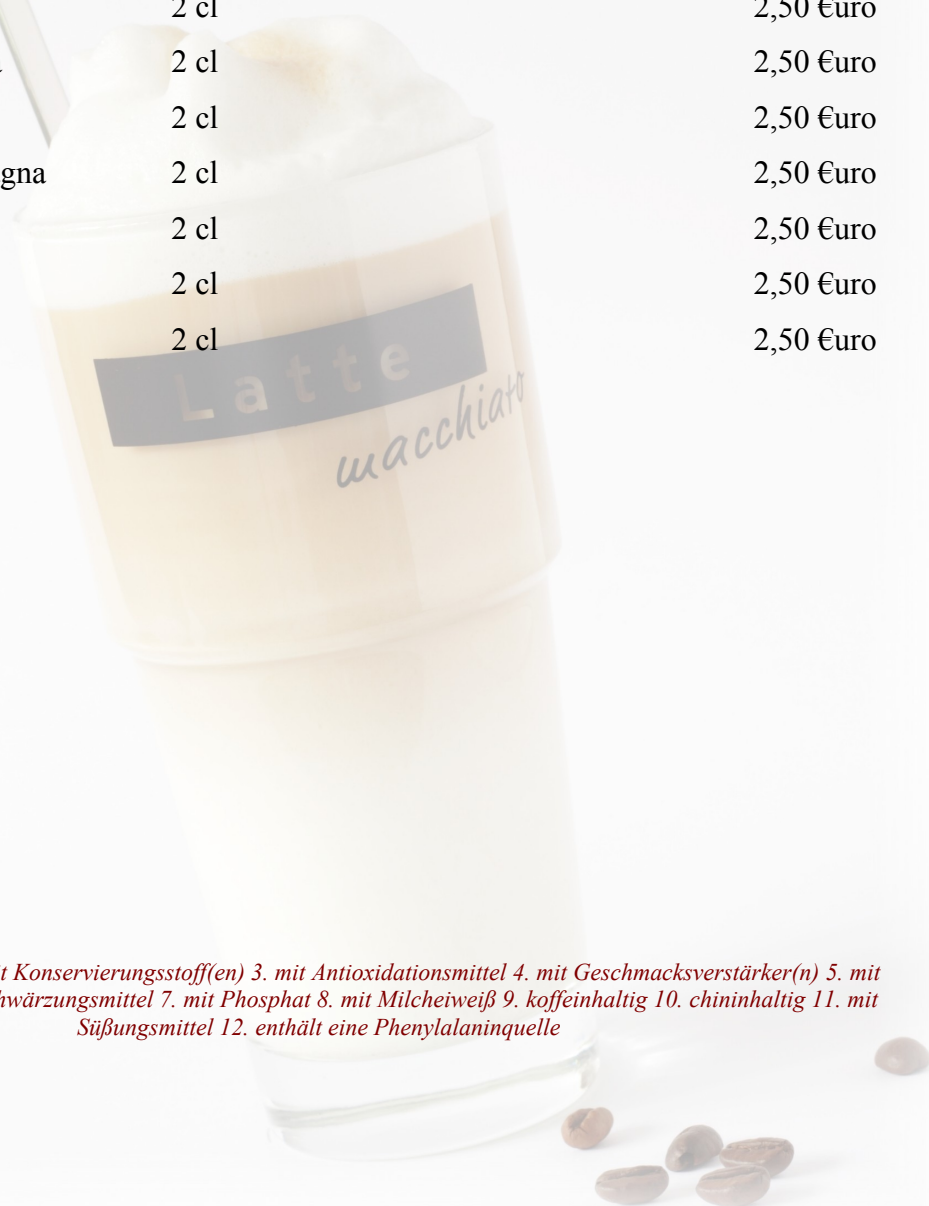 2 cl 2,50 €uro
2 cl 2,50 €uro
2 cl 2,50 €uro
gna 2 cl 2,50 €uro
2 cl 2,50 €uro
2 cl 2,50 €uro
2 cl 2,50 €uro
Latte
macchiato
t Konservierungsstoff(en) 3. mit Antioxidationsmittel 4. mit Geschmacksverstärker(n) 5. mit
hwärzungsmittel 7. mit Phosphat 8. mit Milcheiweiß 9. koffeinhaltig 10. chininhaltig 11. mit
Süßungsmittel 12. enthält eine Phenylalaninquelle